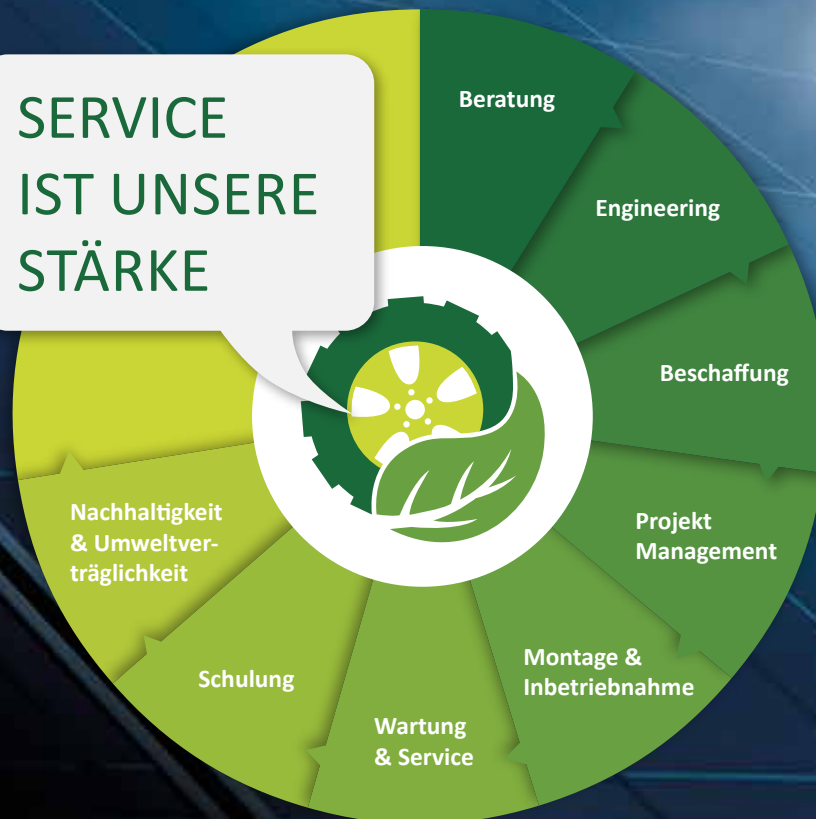 SERVICE
IST UNSERE
STÄRKE
Beratung
Engineering
Beschaffung
Projekt
Management
Montage &
Inbetriebnahme
Wartung
& Service
Schulung
Nachhaltigkeit
& Umweltver-
träglichkeit